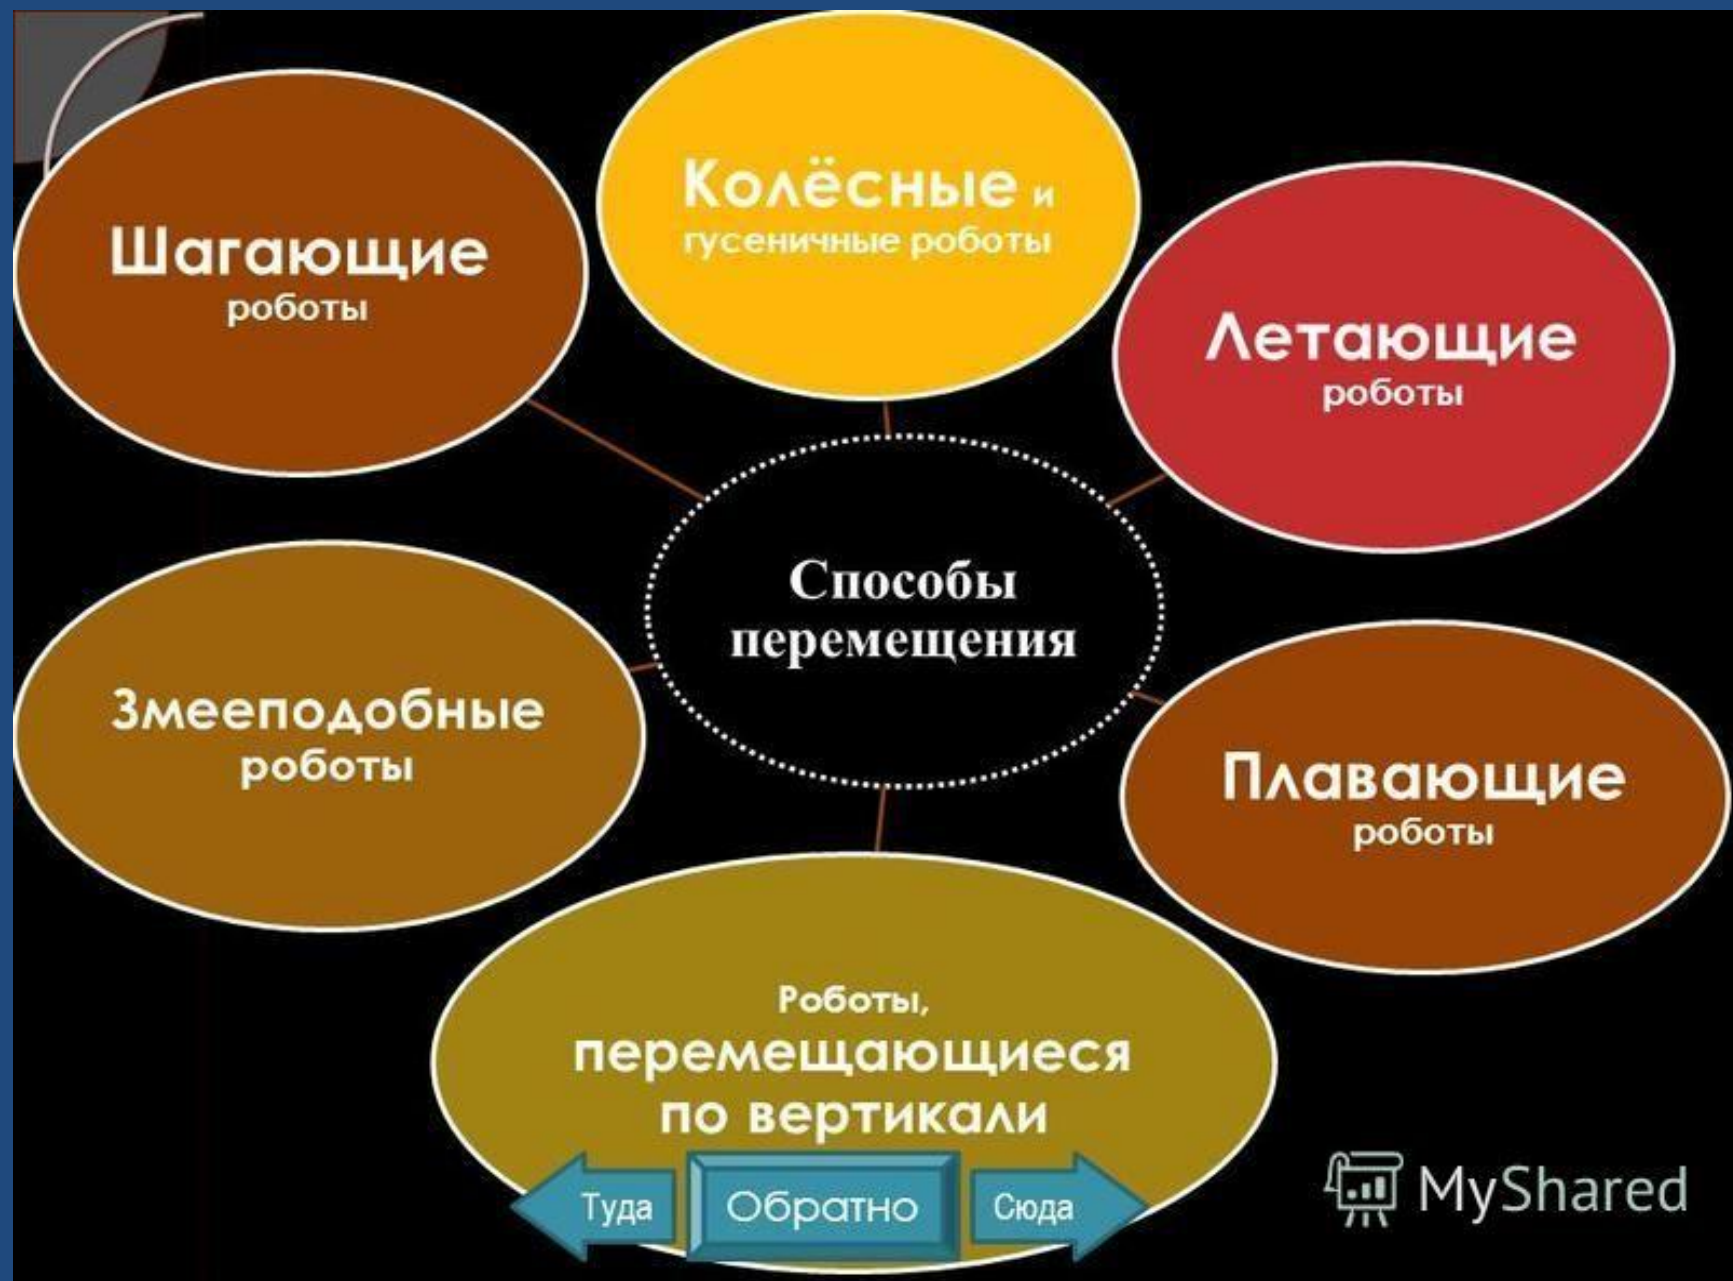 Шагающие
роботы
Колёсные и
гусеничные роботы
Летающие
роботы
Способы
перемещения
Змееподобные
роботы
Плавающие
роботы
Роботы,
перемещающиеся
по вертикали
Туда
Обратно
Сюда
MyShared